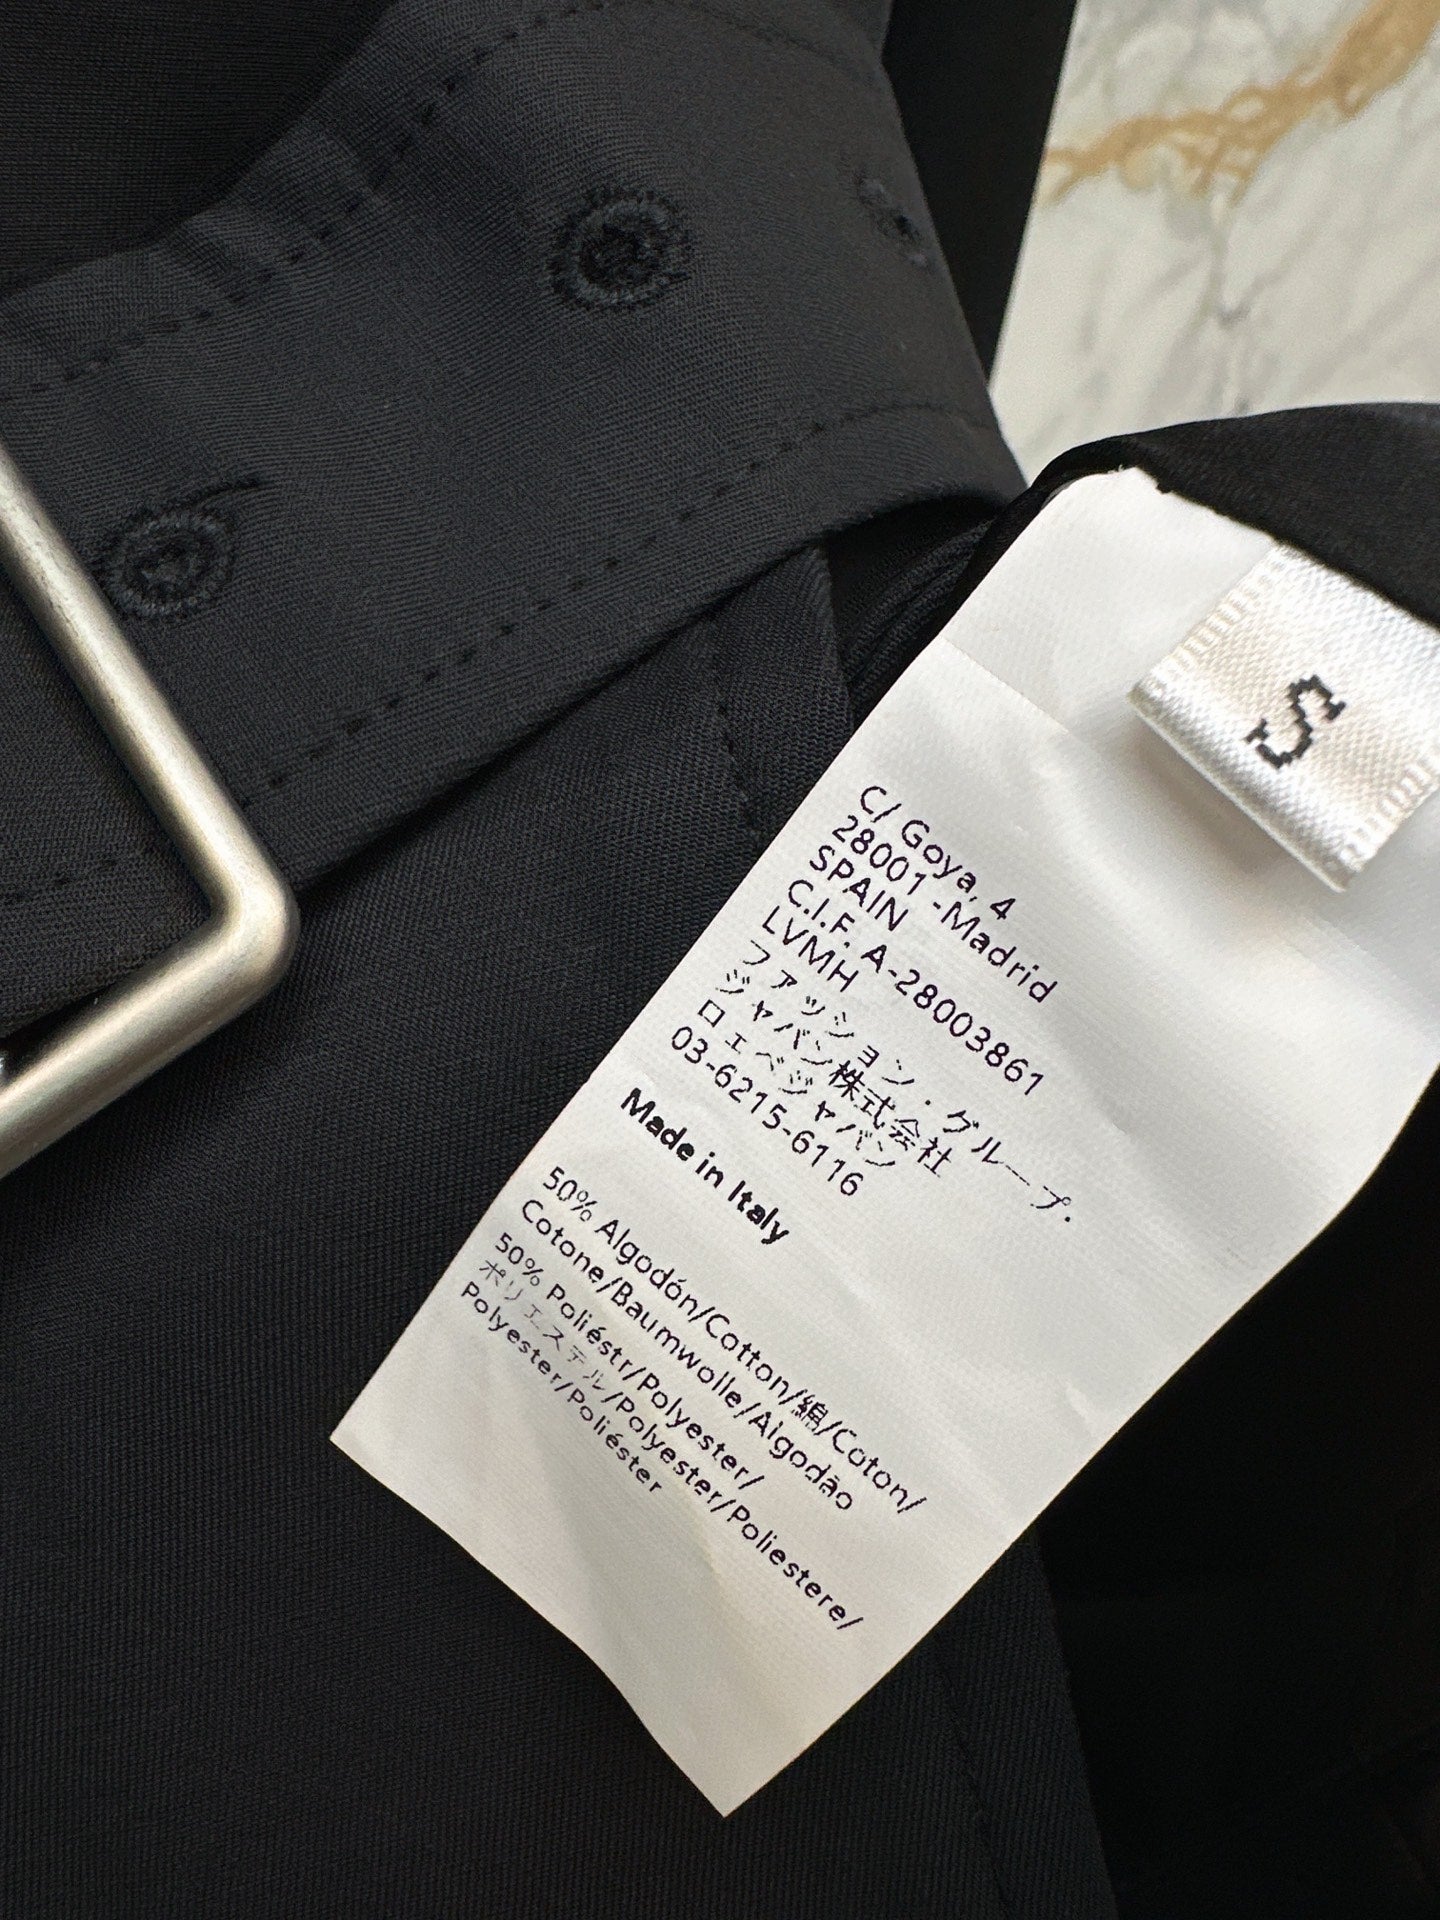 S
C/ Goya, 4
28001 -Madrid
SPAIN
C.I.F. A-28003861
LVMH
ファッション・グループ.
ジャパン株式会社
ロエベジャパン
03-6215-6116
Made in Italy
50% Algodón/Cotton/綿/Coton/
Cotone/Baumwolle/Algodão
50% Poliéstr/Polyester/
ポリエステル/Polyester/Poliestere/
Polyester/Poliéster